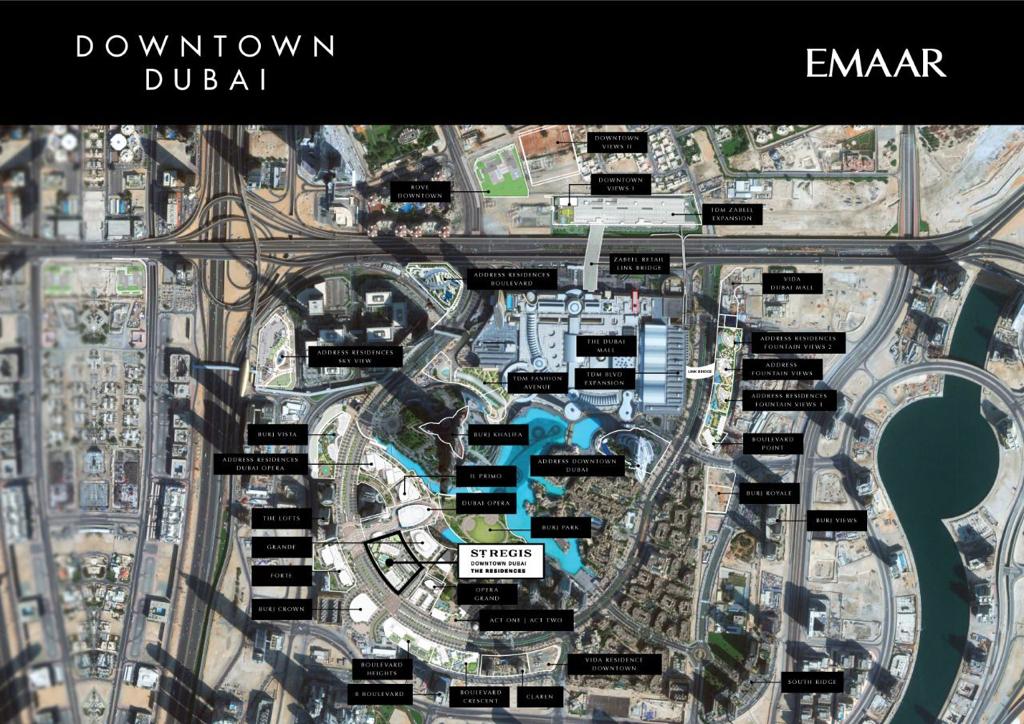 DOWNTOWN
DUBAI
EMAAR
DOWNTOWN
VIEWS II
DOWNTOWN
VIEWS I
ROVE
DOWNTOWN
TDM ZABEEL
EXPANSION
ZABEEL RETAIL
LINK BRIDGE
ADDRESS RESIDENCES
BOULEVARD
VIDA
DUBAI MALL
ADDRESS RESIDENCES
SKY VIEW
THE DUBAI
MALL
ADDRESS RESIDENCES
FOUNTAIN VIEWS 2
TDM FASHION
AVENUE
TDM BLVD
EXPANSION
LINK BRIDGE
ADDRESS
FOUNTAIN VIEWS
ADDRESS RESIDENCES
FOUNTAIN VIEWS 1
BURJ VISTA
BURJ KHALIFA
BOULEVARD
POINT
ADDRESS RESIDENCES
DUBAI OPERA
ADDRESS DOWNTOWN
DUBAI
IL PRIMO
BURJ ROYALE
DUBAI OPERA
THE LOFTS
BURJ PARK
BURJ VIEWS
GRANDE
ST REGIS
DOWNTOWN DUBAI
THE RESIDENCES
FORTE
OPERA
GRAND
BURJ CROWN
ACT ONE | ACT TWO
BOULEVARD
HEIGHTS
VIDA RESIDENCE
DOWNTOWN
8 BOULEVARD
BOULEVARD
CRESCENT
CLAREN
SOUTH RIDGE